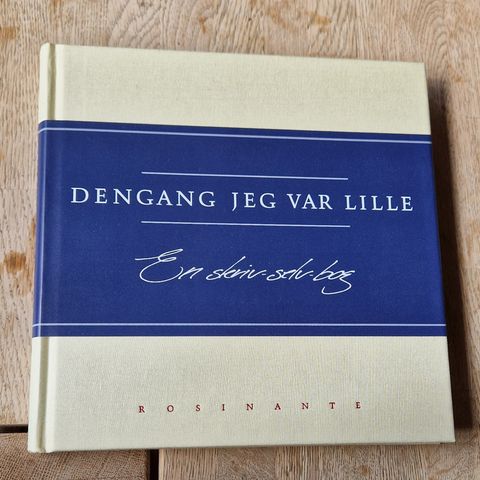 DENGANG JEG VAR LILLE
En skriv-selv-bog
ROSINANTE